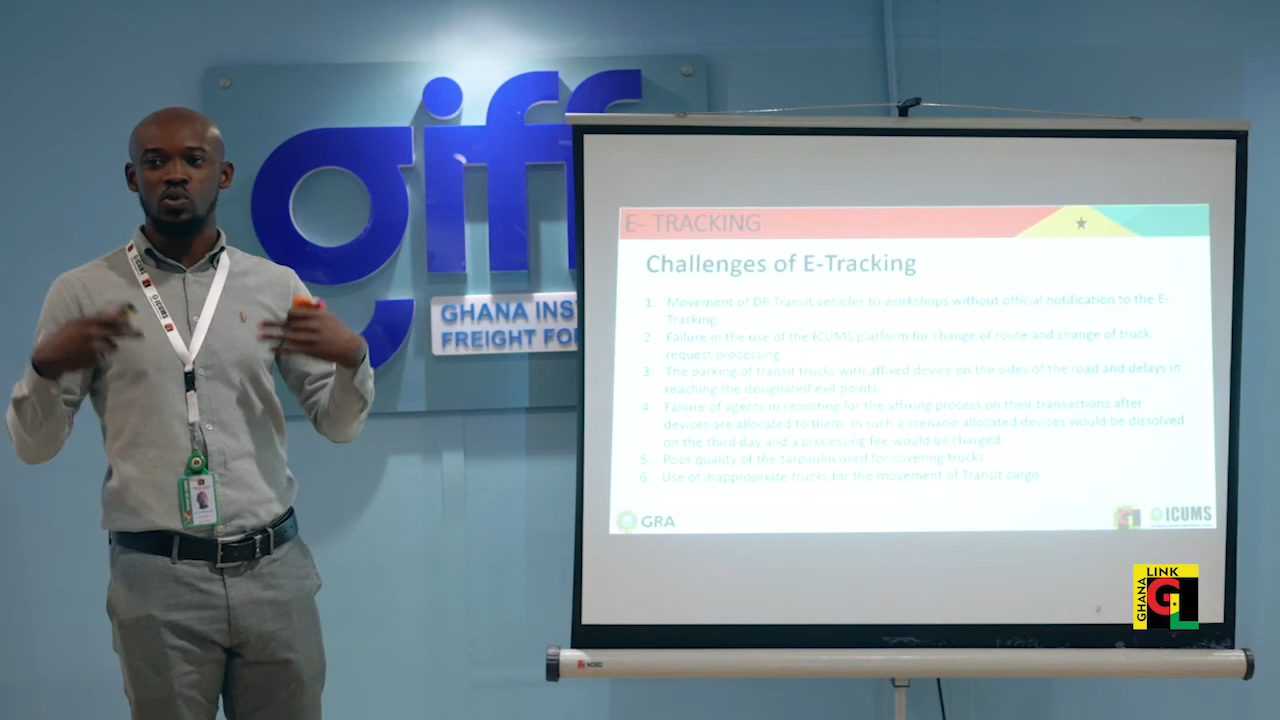 giff
GHANA INS
FREIGHT FO
E- TRACKING
Challenges of E-Tracking
1. Movement of DP Transit vehicles to workshops without official notification to the E-
Tracking.
2. Failure in the use of the ICUMS platform for change of route and change of truck
request processing.
3. The parking of transit trucks with affixed device on the sides of the road and delays in
reaching the designated exit points.
4. Failure of agents in reporting for the affixing process on their transactions after
devices are allocated to them. In such a scenario allocated devices would be dissolved
on the third day and a processing fee would be charged.
5. Poor quality of the tarpaulin used for covering trucks.
6. Use of inappropriate trucks for the movement of Transit cargo.
GRA
ICUMS
GHANA LINK
GL
NOBO
ICUMS